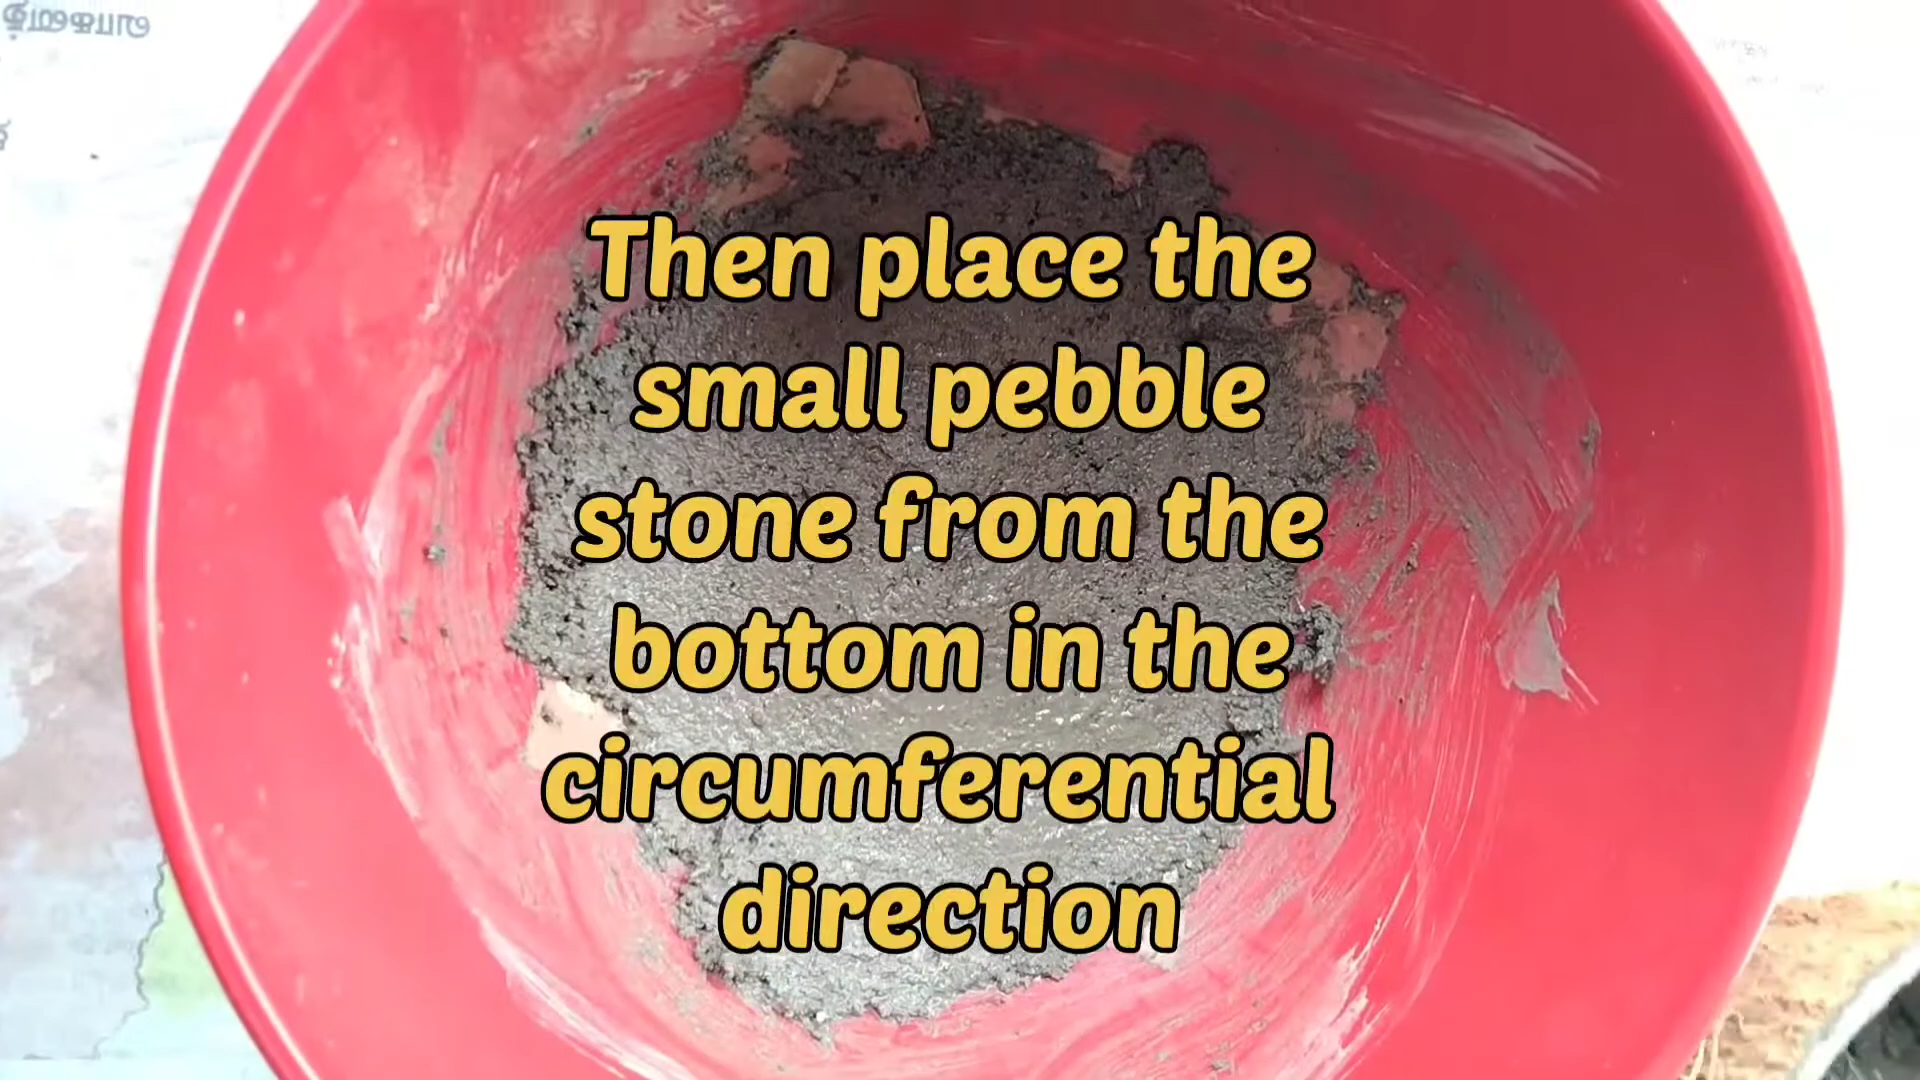 Then place the
small pebble
stone from the
bottom in the
circumferential
direction